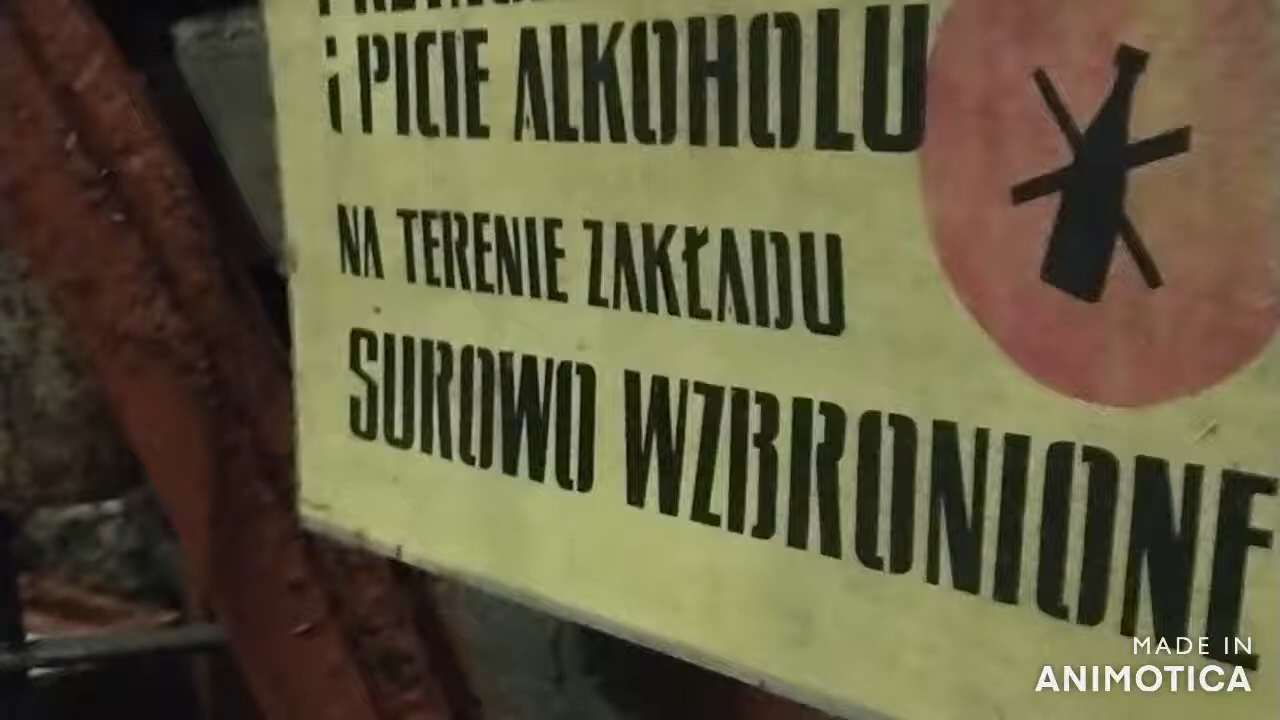 i PICIE ALKOHOLU
NA TERENIE ZAKŁADU
SUROWO WZBRONIONE
MADE IN
ANIMOTICA